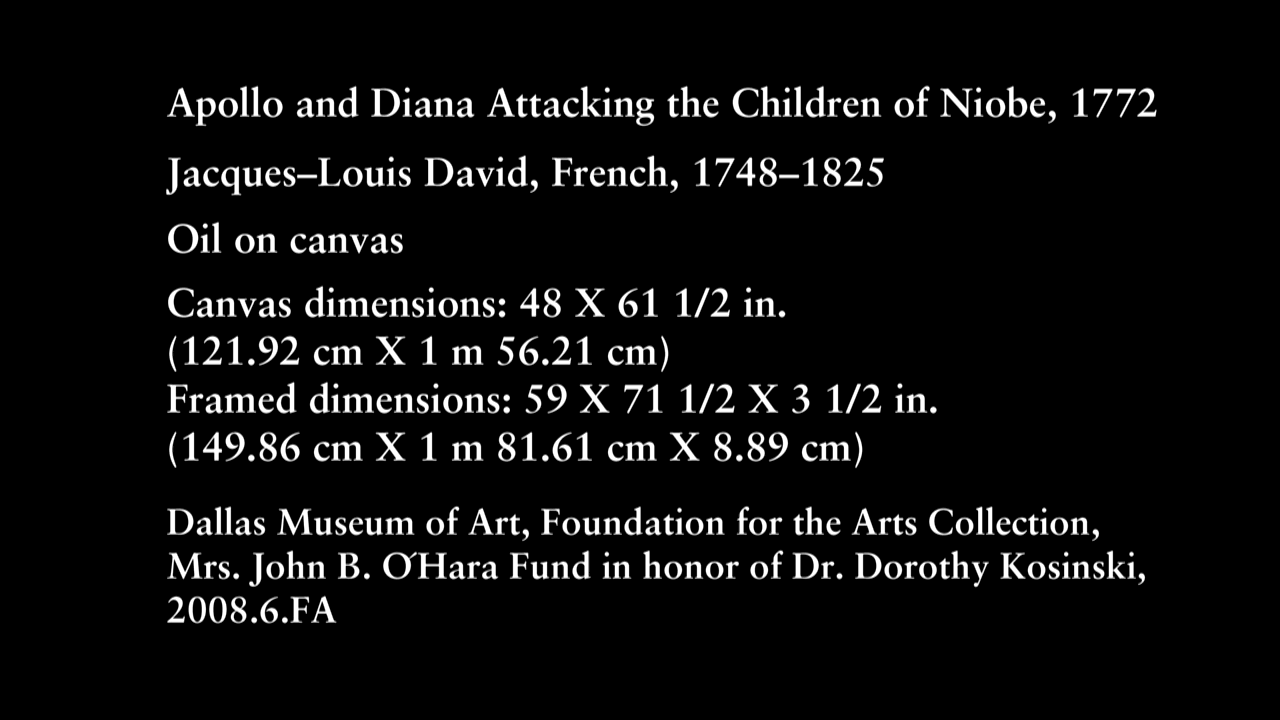 Apollo and Diana Attacking the Children of Niobe, 1772
Jacques–Louis David, French, 1748–1825
Oil on canvas
Canvas dimensions: 48 X 61 1/2 in.
(121.92 cm X 1 m 56.21 cm)
Framed dimensions: 59 X 71 1/2 X 3 1/2 in.
(149.86 cm X 1 m 81.61 cm X 8.89 cm)
Dallas Museum of Art, Foundation for the Arts Collection,
Mrs. John B. O'Hara Fund in honor of Dr. Dorothy Kosinski,
2008.6.FA